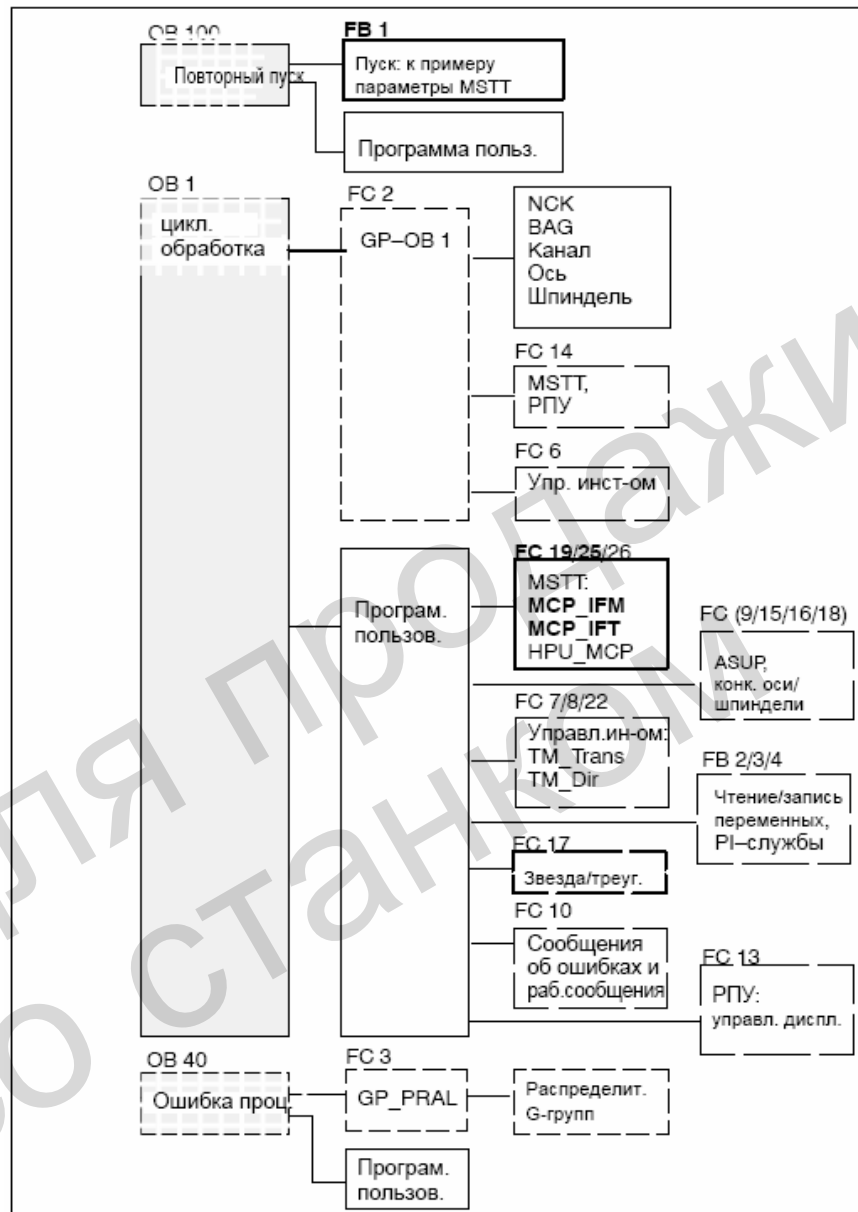 OB 100
Повторный пуск
FB 1
Пуск: к примеру
параметры MSTT
Программа польз.
OB 1
цикл.
обработка
FC 2
GP–OB 1
NCK
BAG
Канал
Ось
Шпиндель
FC 14
MSTT,
РПУ
FC 6
Упр. инст-ом
Програм.
пользов.
FC 19/25/26
MSTT:
MCP_IFM
MCP_IFT
HPU_MCP
FC (9/15/16/18)
ASUP,
конк. оси/
шпиндели
FC 7/8/22
Управл.ин-ом:
TM_Trans
TM_Dir
FB 2/3/4
Чтение/запись
переменных,
PI–службы
FC 17
Звезда/треуг.
FC 10
Сообщения
об ошибках и
раб.сообщения
FC 13
РПУ:
управл. диспл.
OB 40
Ошибка проц.
FC 3
GP_PRAL
Распределит.
G-групп
Програм.
пользов.
ля продажи
о станком